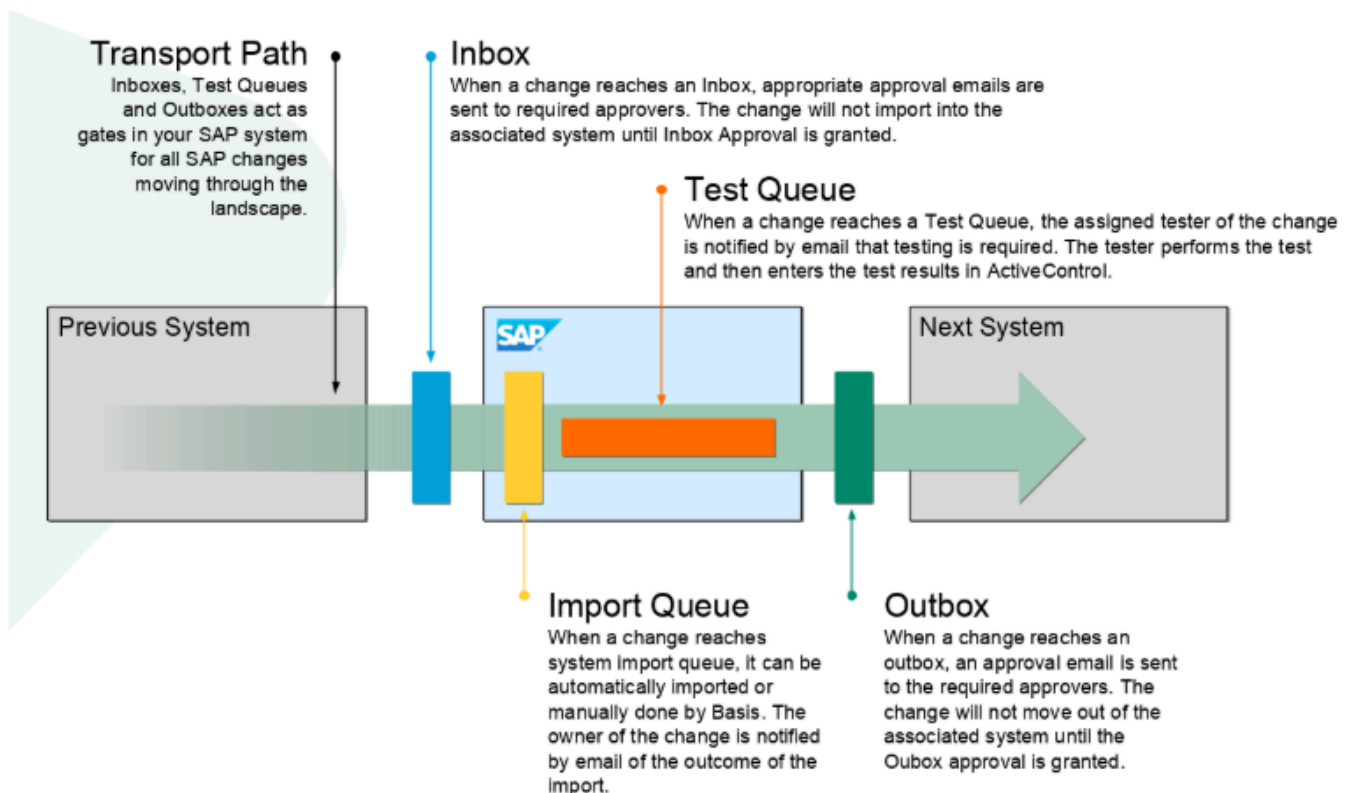 Transport Path
Inboxes, Test Queues
and Outboxes act as
gates in your SAP system
for all SAP changes
moving through the
landscape.
Inbox
When a change reaches an Inbox, appropriate approval emails are
sent to required approvers. The change will not import into the
associated system until Inbox Approval is granted.
Test Queue
When a change reaches a Test Queue, the assigned tester of the change
is notified by email that testing is required. The tester performs the test
and then enters the test results in ActiveControl.
Previous System
SAP
Next System
Import Queue
When a change reaches
system import queue, it can be
automatically imported or
manually done by Basis. The
owner of the change is notified
by email of the outcome of the
import.
Outbox
When a change reaches an
outbox, an approval email is sent
to the required approvers. The
change will not move out of the
associated system until the
Oubox approval is granted.